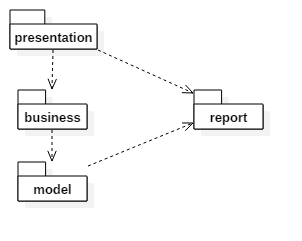 presentation
business
report
model